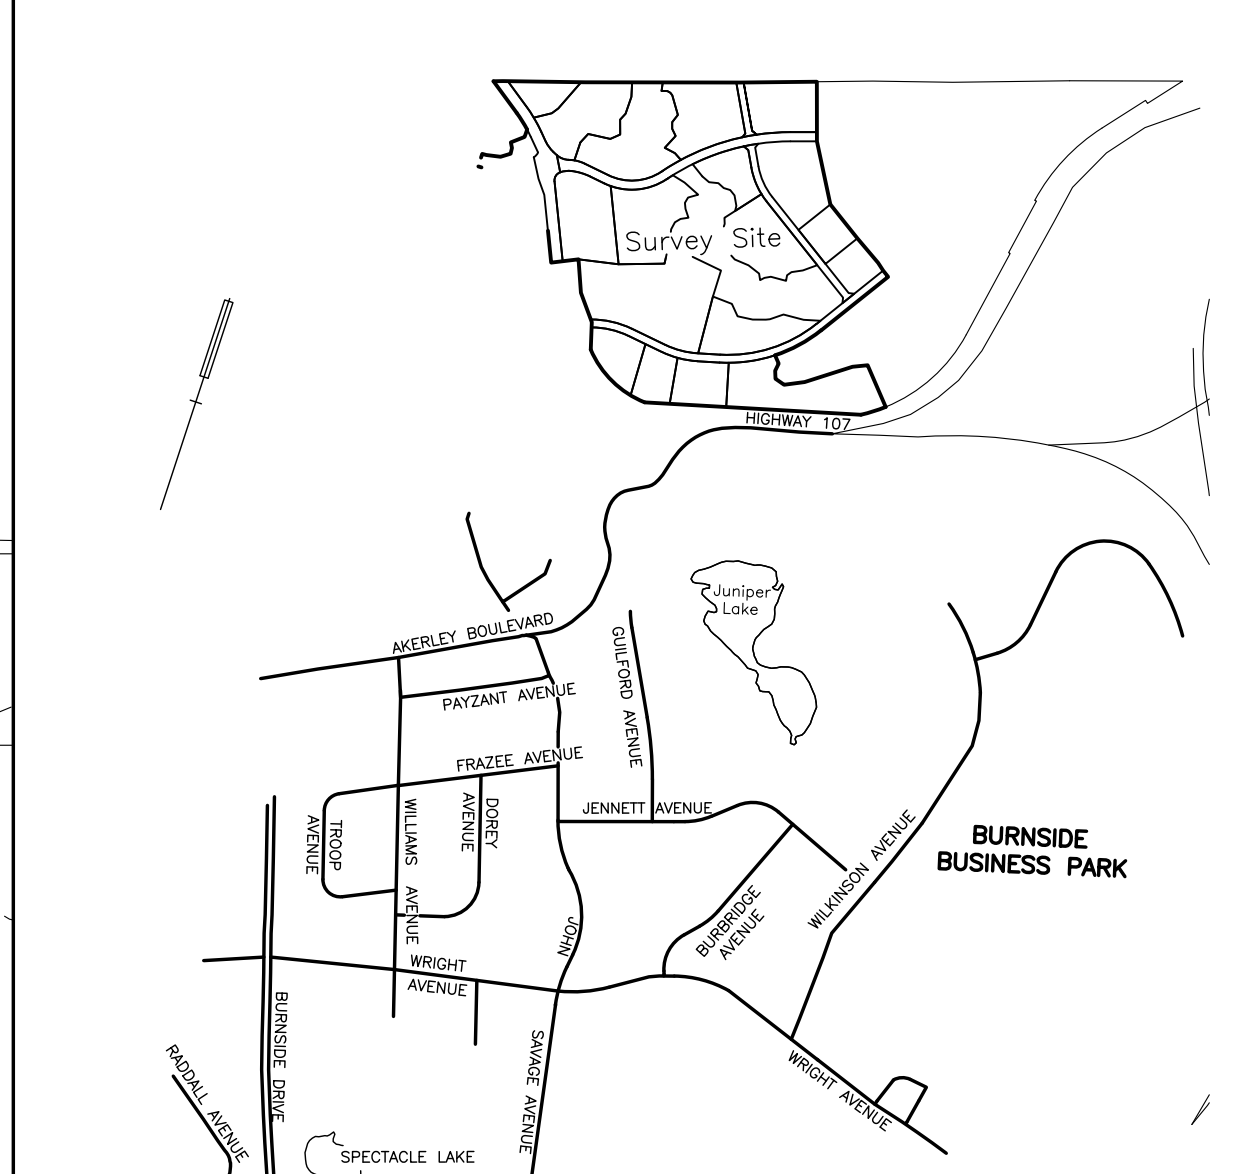 Survey Site
HIGHWAY 107
Juniper
Lake
AKERLEY BOULEVARD
GUILFORD AVENUE
PAYZANT AVENUE
FRAZEE AVENUE
JENNETT AVENUE
DOREY
AVENUE
WILLIAMS AVENUE
TROOP
AVENUE
BURNSIDE
BUSINESS PARK
WILKINSON AVENUE
BURBRIDGE
AVENUE
JOHN
SAVAGE AVENUE
WRIGHT
AVENUE
BURNSIDE DRIVE
RADDALL AVENUE
WRIGHT AVENUE
SPECTACLE LAKE